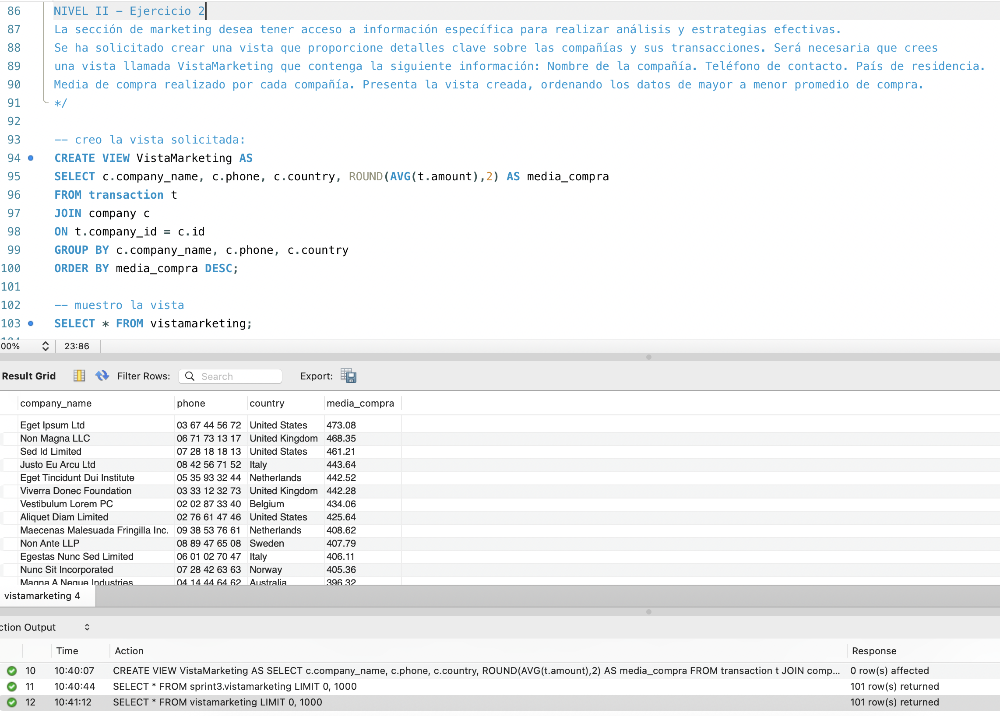 86 NIVEL II - Ejercicio 2
87 La sección de marketing desea tener acceso a información específica para realizar análisis y estrategias efectivas.
88 Se ha solicitado crear una vista que proporcione detalles clave sobre las compañías y sus transacciones. Será necesaria que crees
89 una vista llamada VistaMarketing que contenga la siguiente información: Nombre de la compañía. Teléfono de contacto. País de residencia.
90 Media de compra realizado por cada compañía. Presenta la vista creada, ordenando los datos de mayor a menor promedio de compra.
91 */
92
93 -- creo la vista solicitada:
94 CREATE VIEW VistaMarketing AS
95 SELECT c.company_name, c.phone, c.country, ROUND(AVG(t.amount),2) AS media_compra
96 FROM transaction t
97 JOIN company c
98 ON t.company_id = c.id
99 GROUP BY c.company_name, c.phone, c.country
100 ORDER BY media_compra DESC;
101
102 -- muestro la vista
103 SELECT * FROM vistamarketing;
104
00% 23:86
Result Grid Filter Rows: Search Export:
company_name phone country media_compra
Eget Ipsum Ltd 03 67 44 56 72 United States 473.08
Non Magna LLC 06 71 73 13 17 United Kingdom 468.35
Sed Id Limited 07 28 18 18 13 United States 461.21
Justo Eu Arcu Ltd 08 42 56 71 52 Italy 443.64
Eget Tincidunt Dui Institute 05 35 93 32 44 Netherlands 442.52
Viverra Donec Foundation 03 33 12 32 73 United Kingdom 442.28
Vestibulum Lorem PC 02 02 87 33 40 Belgium 434.06
Aliquet Diam Limited 02 76 61 47 46 United States 425.64
Maecenas Malesuada Fringilla Inc. 09 38 53 76 61 Netherlands 408.62
Non Ante LLP 08 89 47 65 08 Sweden 407.79
Egestas Nunc Sed Limited 06 01 02 70 47 Italy 406.11
Nunc Sit Incorporated 07 28 42 63 63 Norway 405.36
Magna A Neque Industries 04 14 44 64 62 Australia 396.32
vistamarketing 4
ction Output
Time Action Response
10 10:40:07 CREATE VIEW VistaMarketing AS SELECT c.company_name, c.phone, c.country, ROUND(AVG(t.amount),2) AS media_compra FROM transaction t JOIN comp... 0 row(s) affected
11 10:40:44 SELECT * FROM sprint3.vistamarketing LIMIT 0, 1000 101 row(s) returned
12 10:41:12 SELECT * FROM vistamarketing LIMIT 0, 1000 101 row(s) returned